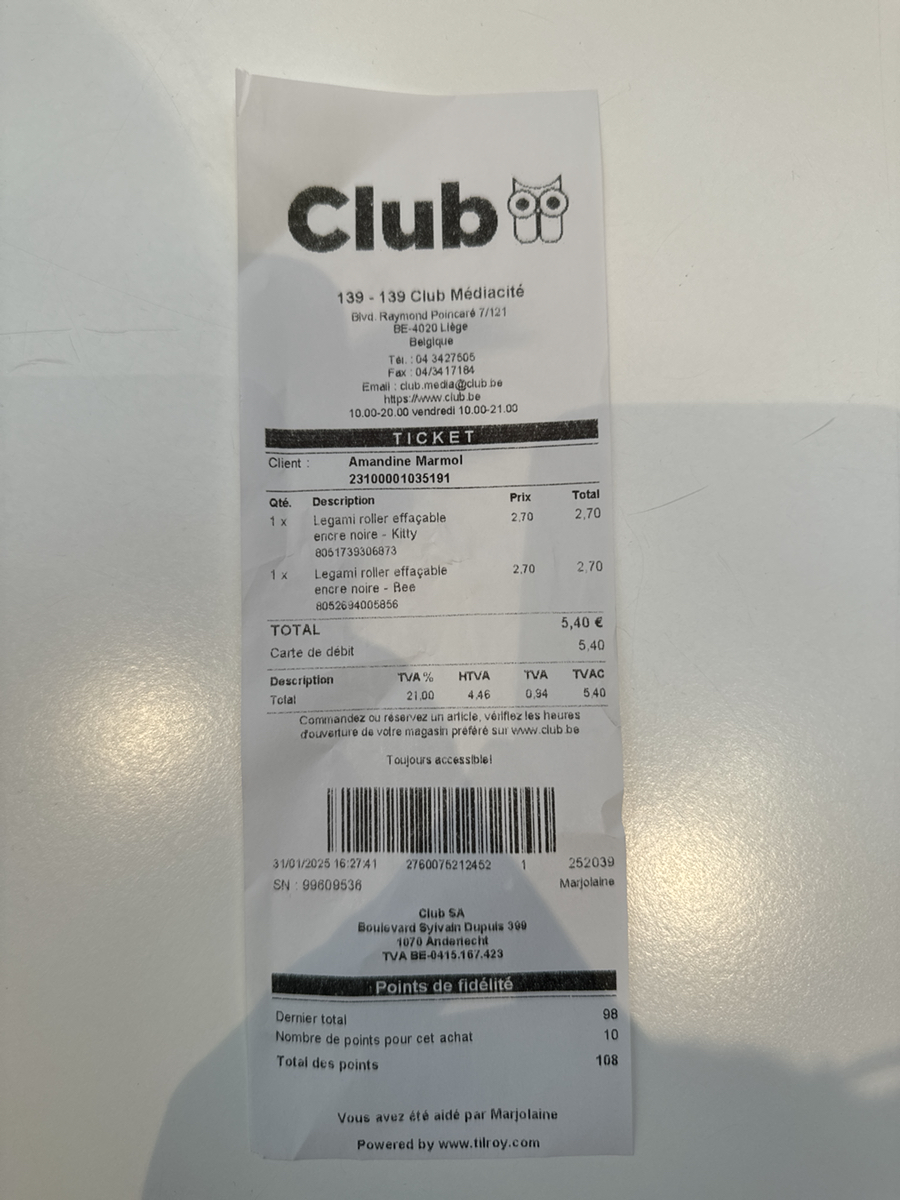 Club
139 - 139 Club Médiacité
Blvd. Raymond Poincaré 7/121
BE-4020 Liège
Belgique
Tél. : 04 3427605
Fax : 04/3417184
Email : club.media@club.be
https://www.club.be
10.00-20.00 vendredi 10.00-21.00
TICKET
Client : Amandine Marmol
23100001035191
Qté. Description Prix Total
1 x Legami roller effaçable 2,70 2,70
encre noire - Kitty
8051739306873
1 x Legami roller effaçable 2,70 2,70
encre noire - Bee
8052694005856
TOTAL 5,40 €
Carte de débit 5,40
Description TVA % HTVA TVA TVAC
Total 21,00 4,46 0,94 5,40
Commandez ou réservez un article, vérifiez les heures
d'ouverture de votre magasin préféré sur www.club.be
Toujours accessible!
31/01/2025 16:27:41 2760075212452 1 252039
SN : 99609536 Marjolaine
Club SA
Boulevard Sylvain Dupuis 399
1070 Anderlecht
TVA BE-0415.167.423
Points de fidélité
Dernier total 98
Nombre de points pour cet achat 10
Total des points 108
Vous avez été aidé par Marjolaine
Powered by www.tilroy.com